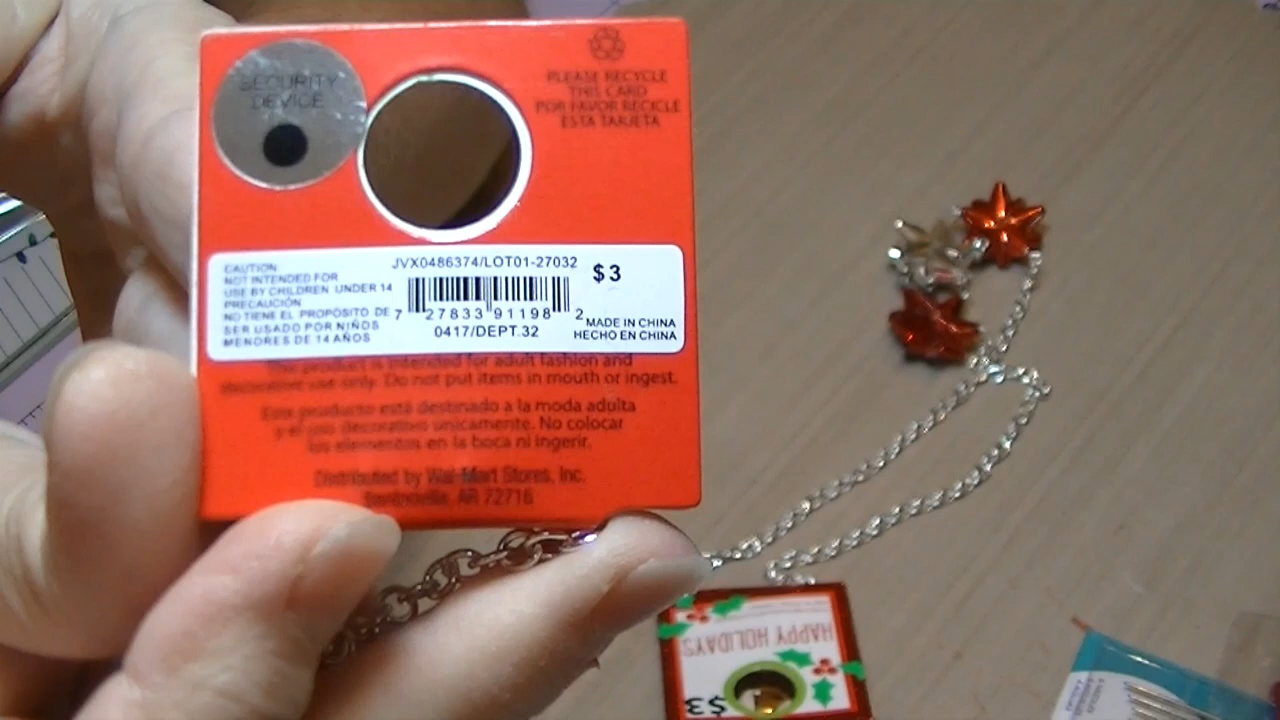 SECURITY
DEVICE
PLEASE RECYCLE
THIS CARD
POR FAVOR RECICLE
ESTA TARJETA
CAUTION
NOT INTENDED FOR
USE BY CHILDREN UNDER 14
PRECAUCIÓN
NO TIENE EL PROPÓSITO DE
SER USADO POR NIÑOS
MENORES DE 14 AÑOS
JVX0486374/LOT01-27032
$3
7 27833 91198 2
0417/DEPT.32
MADE IN CHINA
HECHO EN CHINA
This product is intended for adult fashion and
decorative use only. Do not put items in mouth or ingest.
Este producto está destinado a la moda adulta
y el uso decorativo únicamente. No colocar
los elementos en la boca ni ingerir.
Distributed by Wal-Mart Stores, Inc.
Bentonville, AR 72716
HAPPY HOLIDAYS
$3